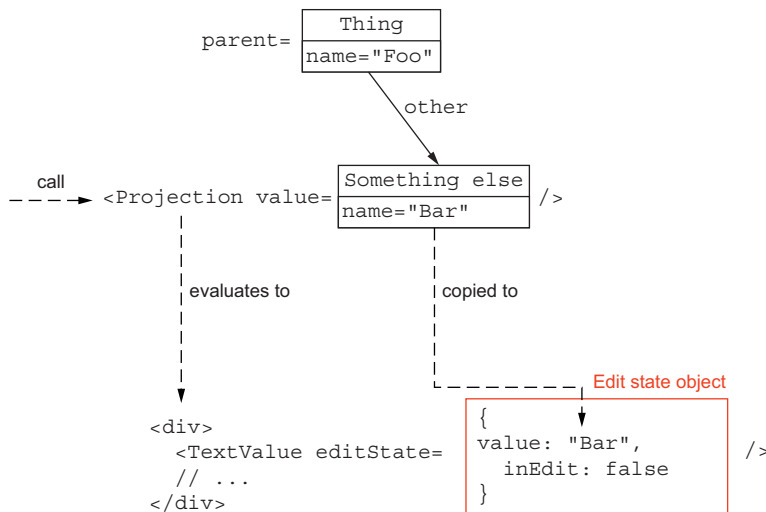 Thing
parent=
name="Foo"
other
call
Something else
<Projection value= />
name="Bar"
evaluates to
copied to
Edit state object
{
<div>
value: "Bar",
<TextValue editState= />
inEdit: false
// ...
}
</div>